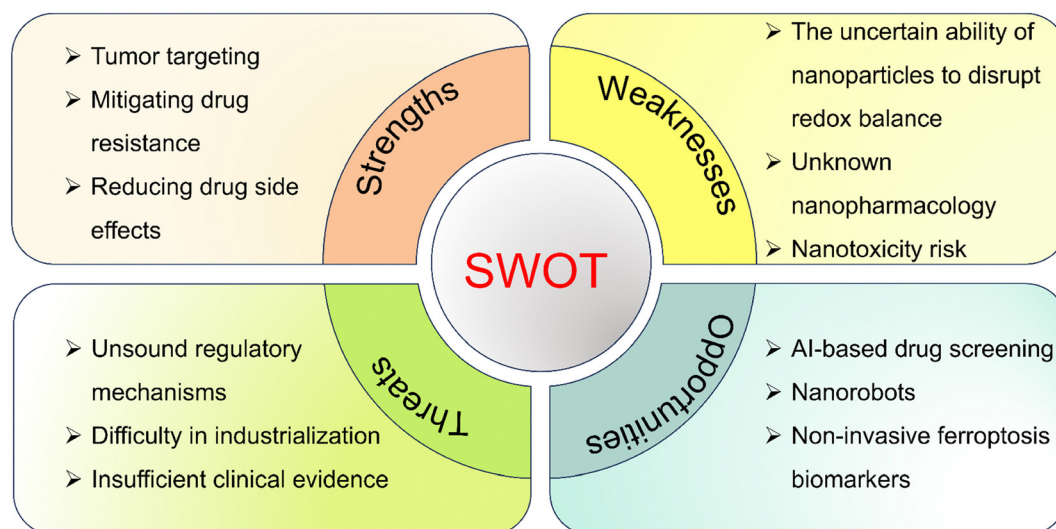 Strengths
➢ Tumor targeting
➢ Mitigating drug
resistance
➢ Reducing drug side
effects
Weaknesses
➢ The uncertain ability of
nanoparticles to disrupt
redox balance
➢ Unknown
nanopharmacology
➢ Nanotoxicity risk
SWOT
Threats
➢ Unsound regulatory
mechanisms
➢ Difficulty in industrialization
➢ Insufficient clinical evidence
Opportunities
➢ AI-based drug screening
➢ Nanorobots
➢ Non-invasive ferroptosis
biomarkers